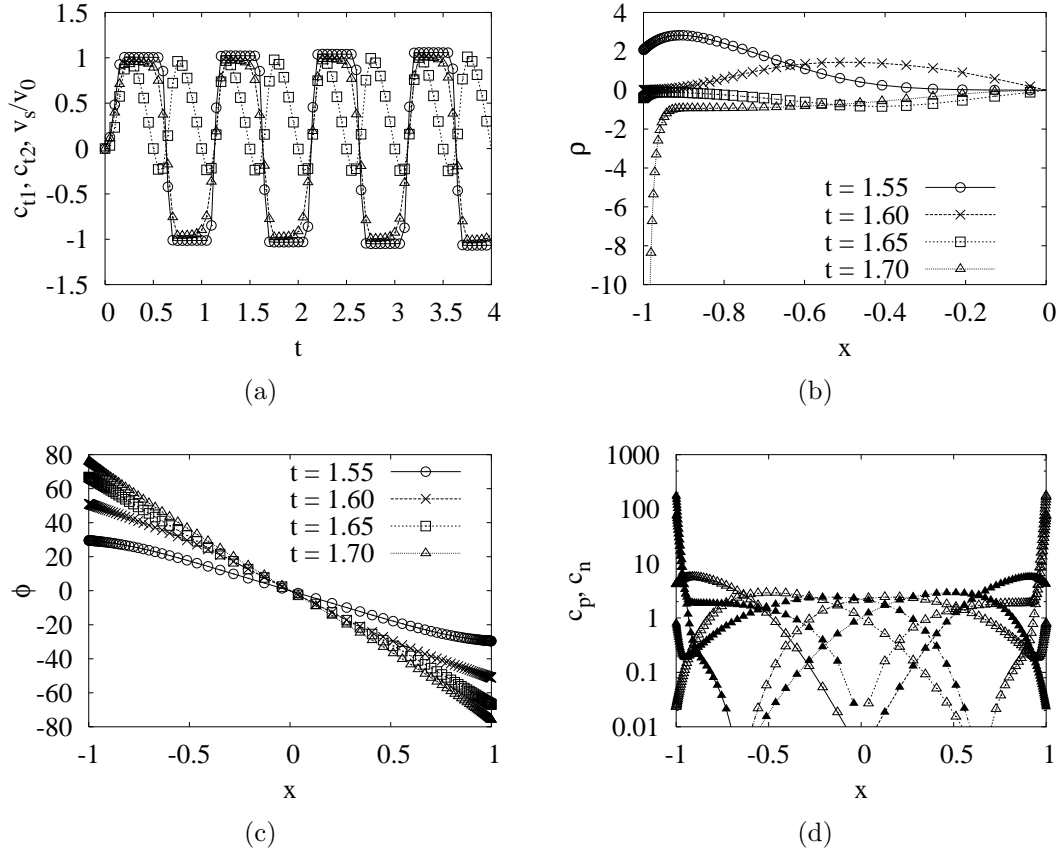 1.5
1
0.5
0
-0.5
-1
-1.5
c_{t1}, c_{t2}, v_s/v_0
0 0.5 1 1.5 2 2.5 3 3.5 4
t
(a)
4
2
0
-2
-4
-6
-8
-10
ρ
t = 1.55
t = 1.60
t = 1.65
t = 1.70
-1 -0.8 -0.6 -0.4 -0.2 0
x
(b)
80
60
40
20
0
-20
-40
-60
-80
ϕ
t = 1.55
t = 1.60
t = 1.65
t = 1.70
-1 -0.5 0 0.5 1
x
(c)
1000
100
10
1
0.1
0.01
c_p, c_n
-1 -0.5 0 0.5 1
x
(d)